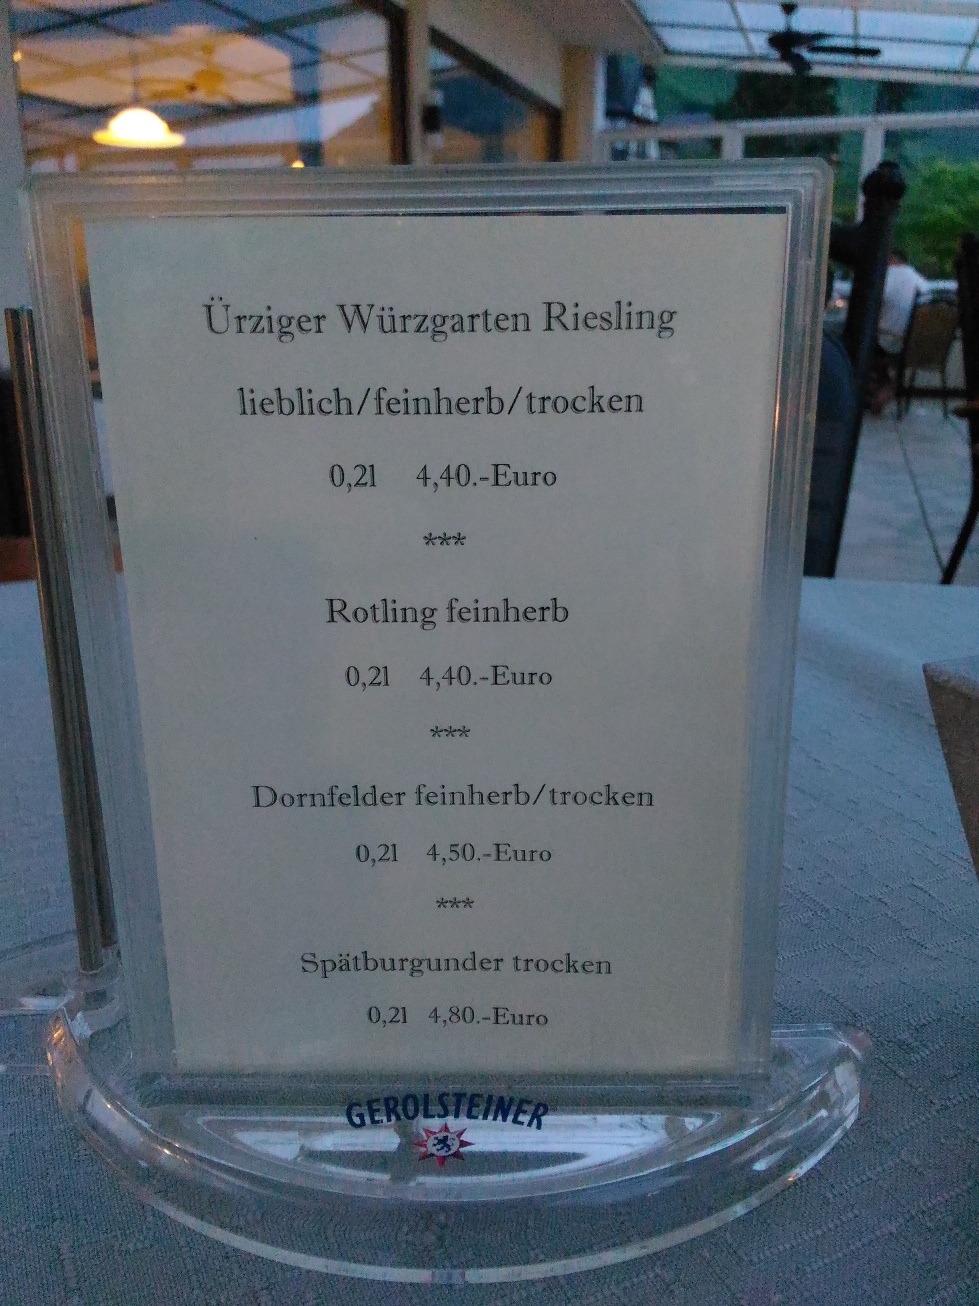 Ürziger Würzgarten Riesling
lieblich/feinherb/trocken
0,2l 4,40.-Euro
***
Rotling feinherb
0,2l 4,40.-Euro
***
Dornfelder feinherb/trocken
0,2l 4,50.-Euro
***
Spätburgunder trocken
0,2l 4,80.-Euro
GEROLSTEINER